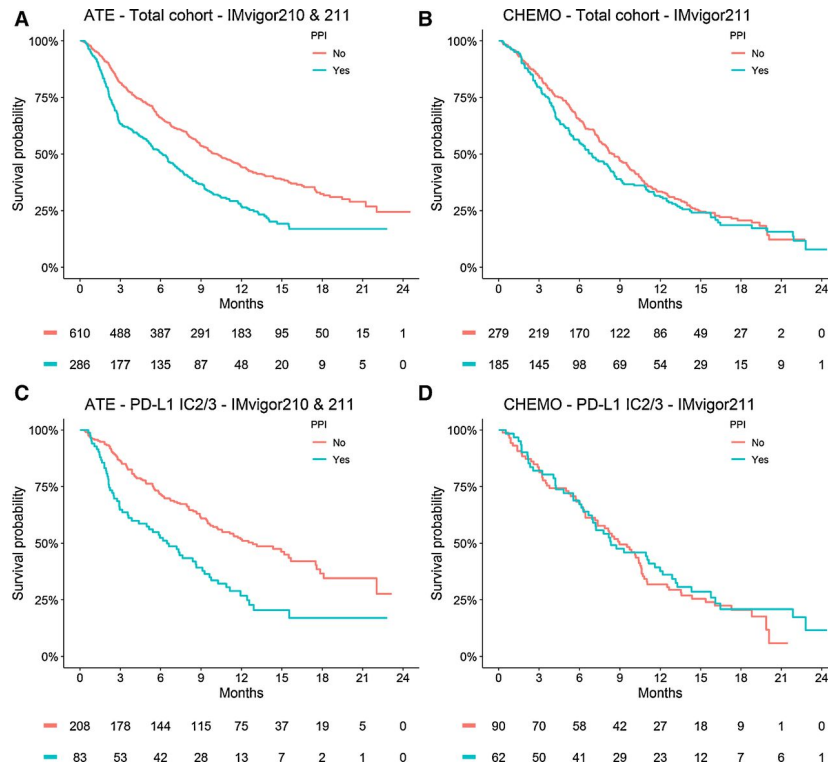 A
ATE - Total cohort - IMvigor210 & 211
PPI
No
Yes
100%
75%
50%
25%
0%
Survival probability
0 3 6 9 12 15 18 21 24
Months
610 488 387 291 183 95 50 15 1
286 177 135 87 48 20 9 5 0
B
CHEMO - Total cohort - IMvigor211
PPI
No
Yes
100%
75%
50%
25%
0%
Survival probability
0 3 6 9 12 15 18 21 24
Months
279 219 170 122 86 49 27 2 0
185 145 98 69 54 29 15 9 1
C
ATE - PD-L1 IC2/3 - IMvigor210 & 211
PPI
No
Yes
100%
75%
50%
25%
0%
Survival probability
0 3 6 9 12 15 18 21 24
Months
208 178 144 115 75 37 19 5 0
83 53 42 28 13 7 2 1 0
D
CHEMO - PD-L1 IC2/3 - IMvigor211
PPI
No
Yes
100%
75%
50%
25%
0%
Survival probability
0 3 6 9 12 15 18 21 24
Months
90 70 58 42 27 18 9 1 0
62 50 41 29 23 12 7 6 1